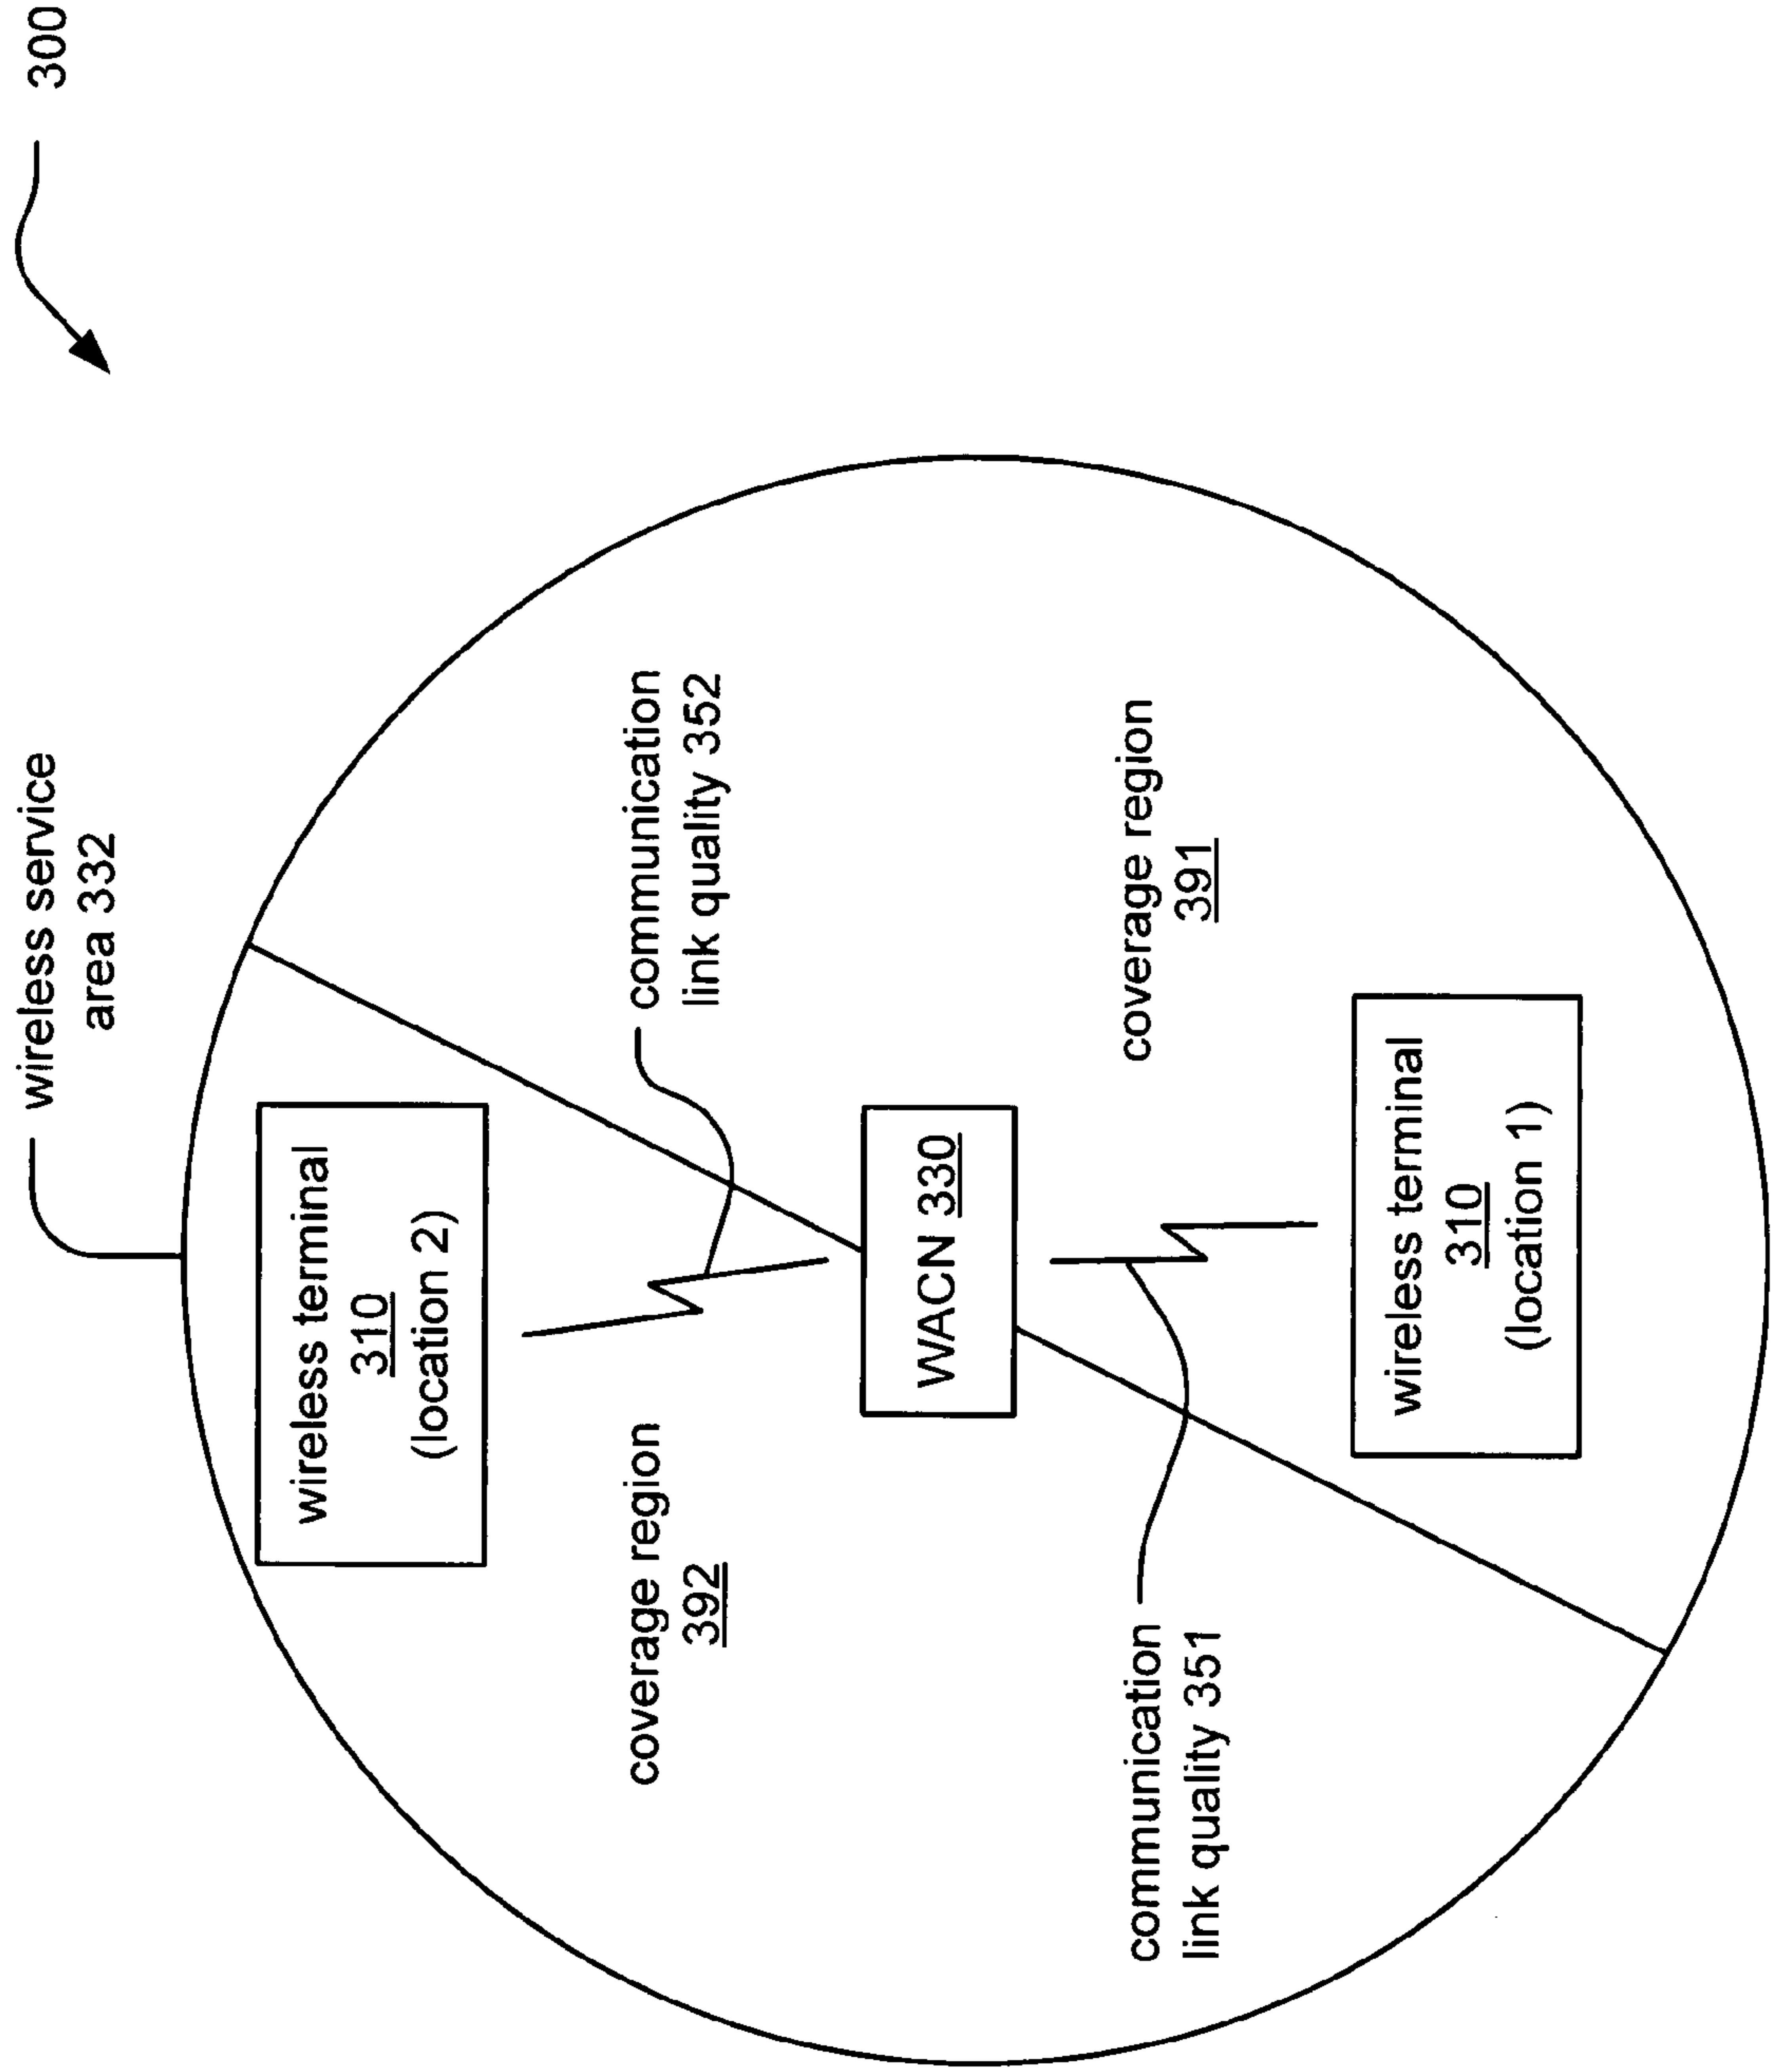 300
wireless service
area 332
wireless terminal
310
(location 2)
communication
link quality 352
coverage region
392
WACN 330
coverage region
391
communication
link quality 351
wireless terminal
310
(location 1)